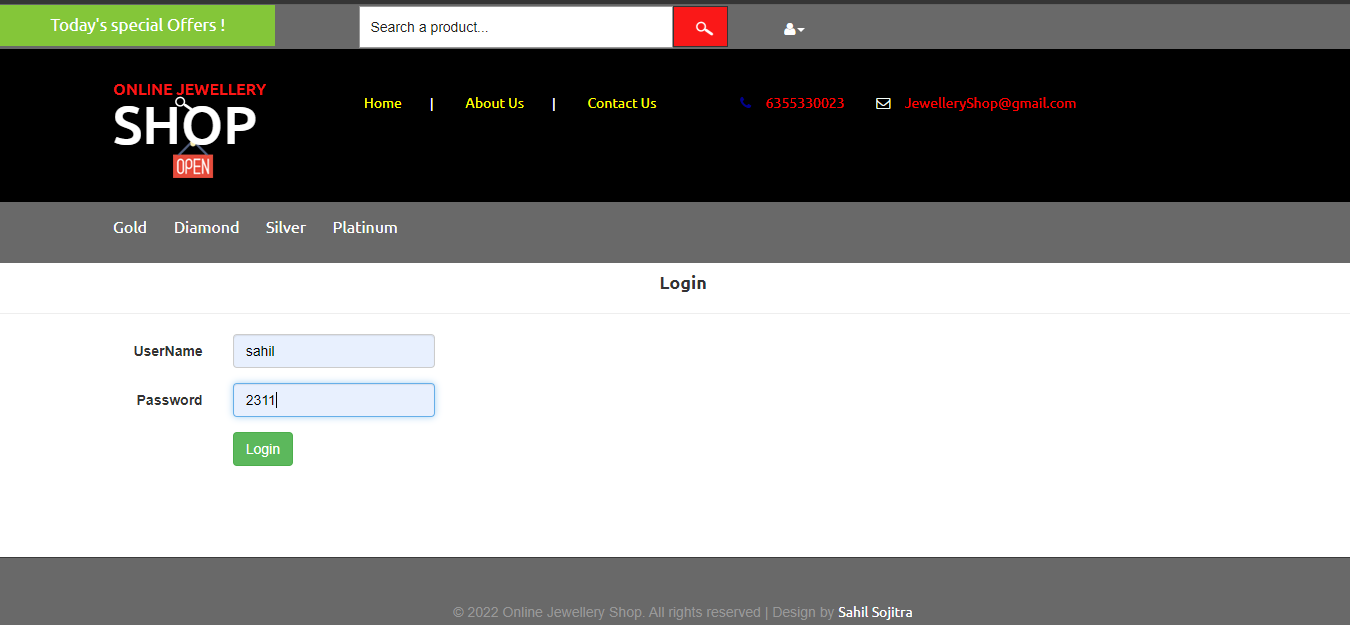 Today's special Offers !
Search a product...
ONLINE JEWELLERY
SHOP
OPEN
Home | About Us | Contact Us
6355330023 JewelleryShop@gmail.com
Gold Diamond Silver Platinum
Login
UserName sahil
Password 2311
Login
© 2022 Online Jewellery Shop. All rights reserved | Design by Sahil Sojitra